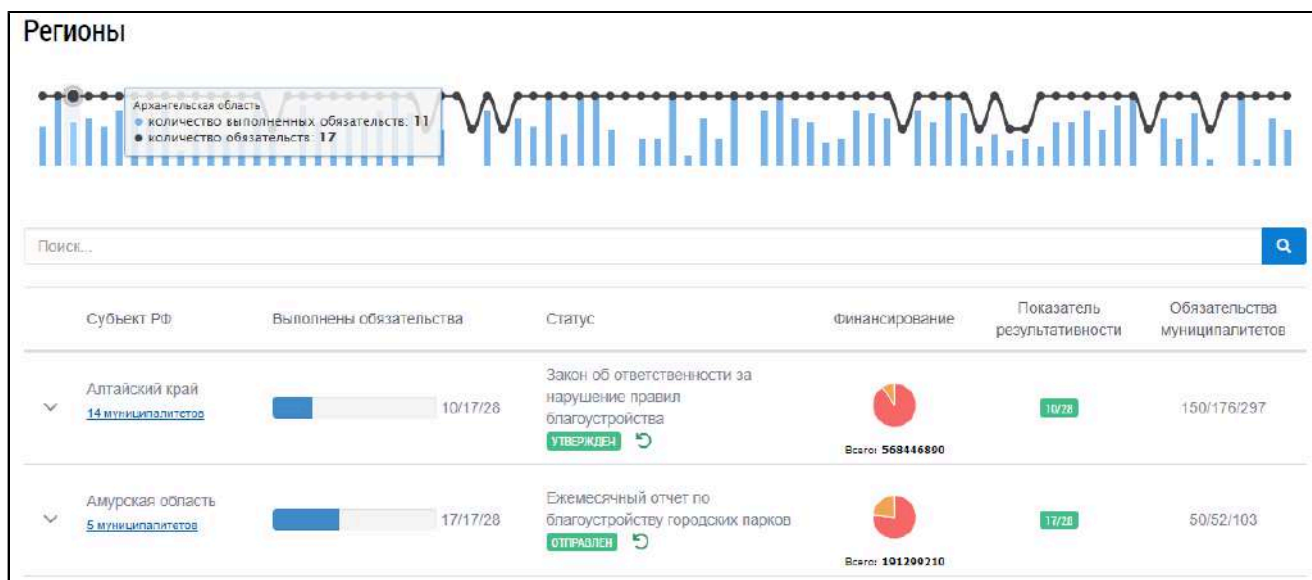 Регионы
Архангельская область
количество выполненных обязательств: 11
количество обязательств: 17
Поиск...
Субъект РФ
Выполнены обязательства
Статус
Финансирование
Показатель
результативности
Обязательства
муниципалитетов
Алтайский край
14 муниципалитетов
10/17/28
Закон об ответственности за
нарушение правил
благоустройства
УТВЕРЖДЕН
Всего: 568446890
10/28
150/176/297
Амурская область
5 муниципалитетов
17/17/28
Ежемесячный отчет по
благоустройству городских парков
ОТПРАВЛЕН
Всего: 191299210
17/28
50/52/103